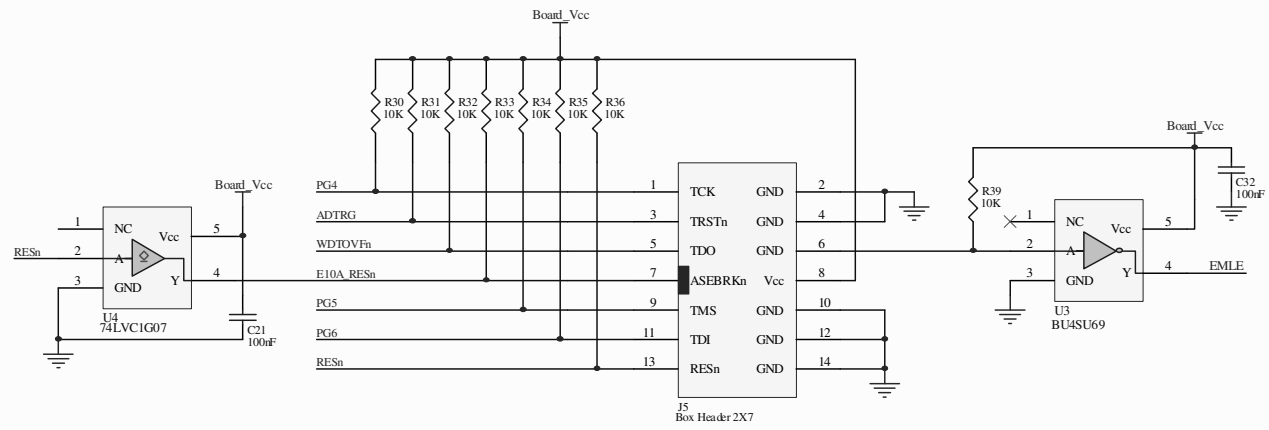 Board_Vcc
R30
10K
R31
10K
R32
10K
R33
10K
R34
10K
R35
10K
R36
10K
Board_Vcc
1
NC
Vcc
5
RESn
2
A
Y
4
3
GND
U4
74LVC1G07
C21
100nF
PG4
1
TCK
GND
2
ADTRG
3
TRSTn
GND
4
WDTOVFn
5
TDO
GND
6
E10A_RESn
7
ASEBRKn
Vcc
8
PG5
9
TMS
GND
10
PG6
11
TDI
GND
12
RESn
13
RESn
GND
14
J5
Box Header 2X7
Board_Vcc
R39
10K
C32
100nF
1
NC
Vcc
5
2
A
Y
4
EMLE
3
GND
U3
BU4SU69